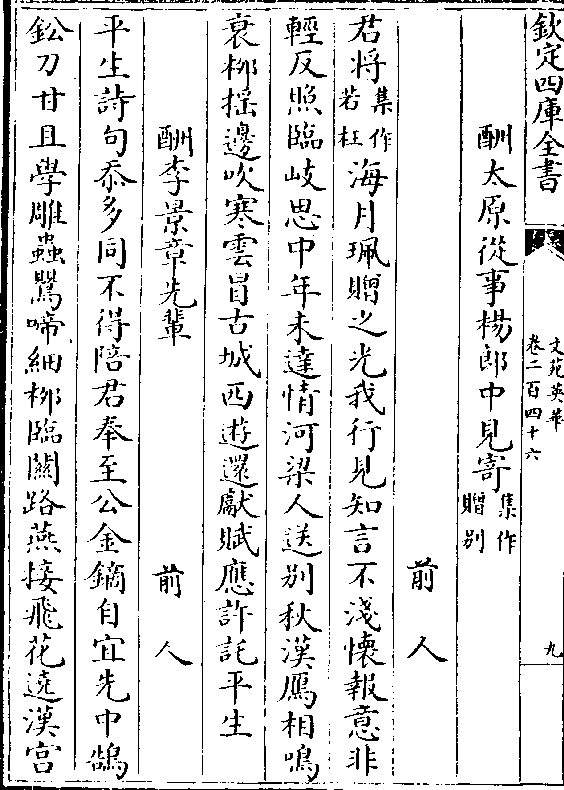 欽定四庫全書
文苑英華
卷二百四十六
九
酬太原從事楊郎中見寄集作贈别
前人
君將集作若枉海月珮贈之光我行見知言不淺懐報意非
輕反照臨岐思中年未達情河梁人送别秋漢鴈相鳴
衰栁揺邊吹寒雲冒古城西遊還獻賦應許託平生
酬李景章先輩
前人
平生詩句忝多同不得陪君奉至公金鏑自宜先中鵠
鈆刀甘且學雕蟲鸎啼細栁臨關路燕接飛花遶漢宫